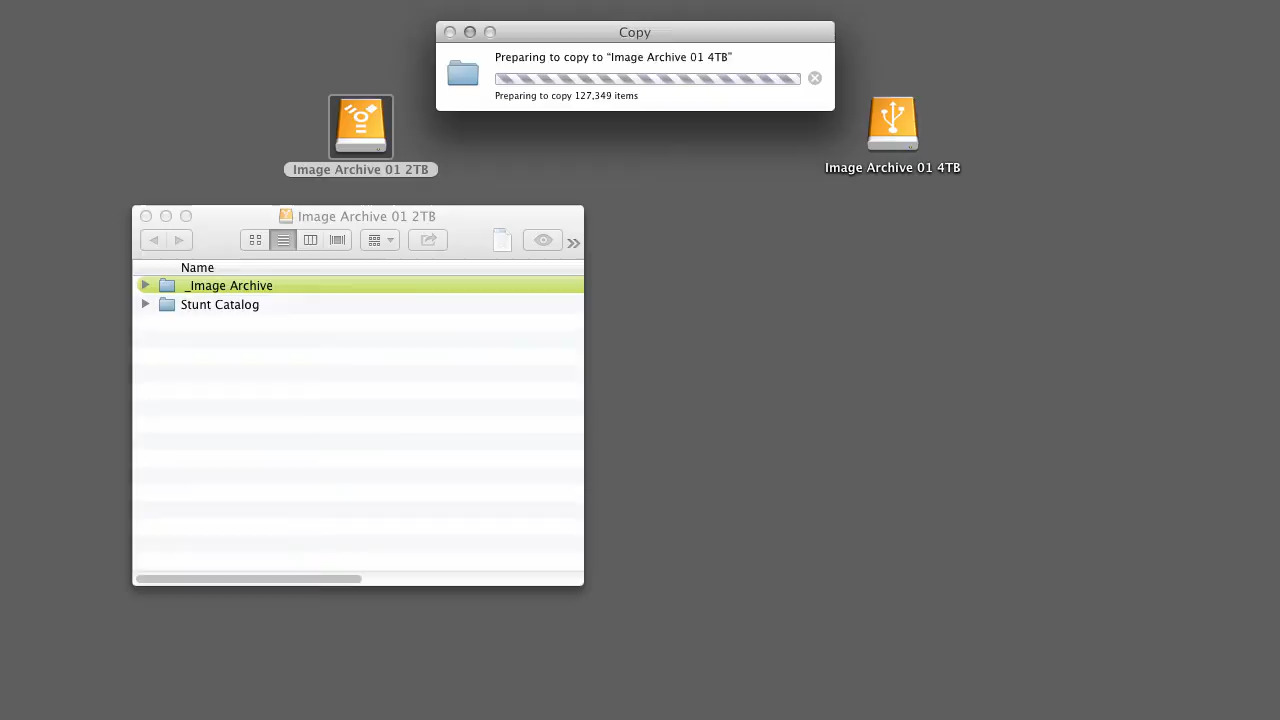 Copy
Preparing to copy to “Image Archive 01 4TB”
Preparing to copy 127,349 items
Image Archive 01 2TB
Image Archive 01 4TB
Image Archive 01 2TB
Name
_Image Archive
Stunt Catalog